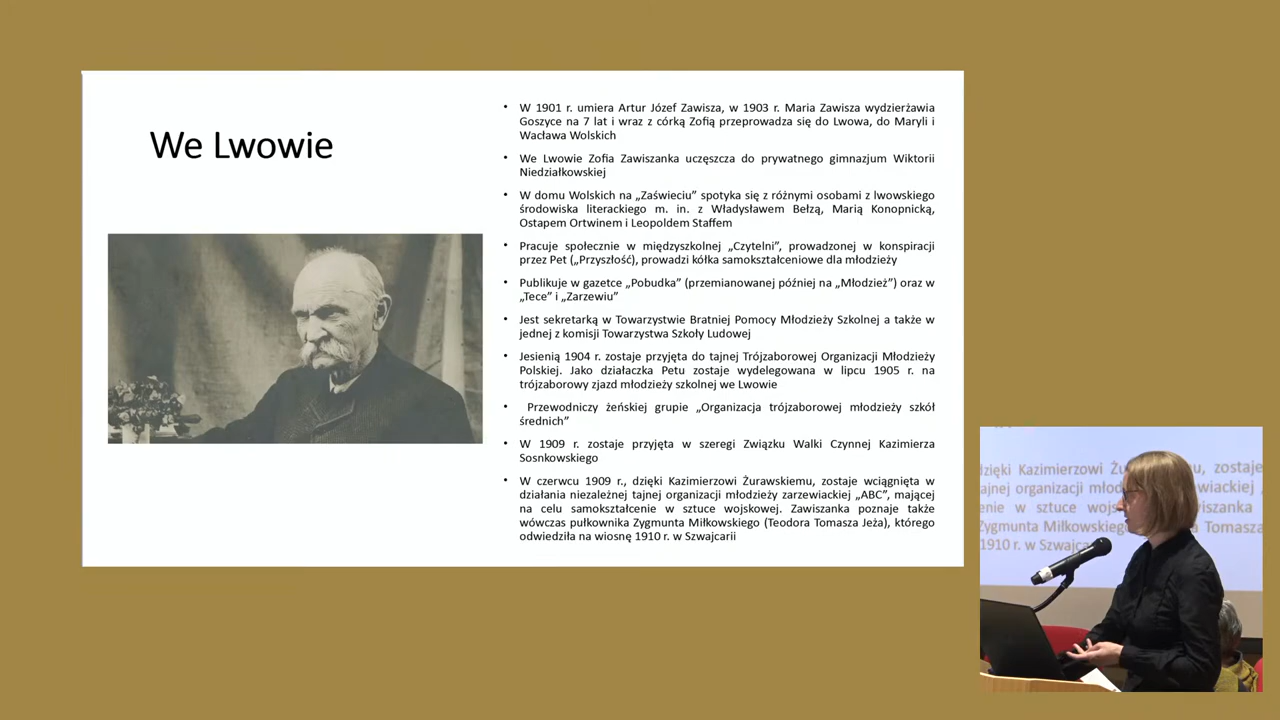 We Lwowie
• W 1901 r. umiera Artur Józef Zawisza, w 1903 r. Maria Zawisza wydzierżawia
Goszyce na 7 lat i wraz z córką Zofią przeprowadza się do Lwowa, do Maryli i
Wacława Wolskich
• We Lwowie Zofia Zawiszanka uczęszcza do prywatnego gimnazjum Wiktorii
Niedziałkowskiej
• W domu Wolskich na „Zaświeciu” spotyka się z różnymi osobami z lwowskiego
środowiska literackiego m. in. z Władysławem Bełzą, Marią Konopnicką,
Ostapem Ortwinem i Leopoldem Staffem
• Pracuje społecznie w międzyszkolnej „Czytelni”, prowadzonej w konspiracji
przez Pet („Przyszłość), prowadzi kółka samokształceniowe dla młodzieży
• Publikuje w gazetce „Pobudka” (przemianowanej później na „Młodzież”) oraz w
„Tece” i „Zarzewiu”
• Jest sekretarką w Towarzystwie Bratniej Pomocy Młodzieży Szkolnej a także w
jednej z komisji Towarzystwa Szkoły Ludowej
• Jesienią 1904 r. zostaje przyjęta do tajnej Trójzaborowej Organizacji Młodzieży
Polskiej. Jako działaczka Petu zostaje wydelegowana w lipcu 1905 r. na
trójzaborowy zjazd młodzieży szkolnej we Lwowie
• Przewodniczy żeńskiej grupie „Organizacja trójzaborowej młodzieży szkół
średnich”
• W 1909 r. zostaje przyjęta w szeregi Związku Walki Czynnej Kazimierza
Sosnkowskiego
• W czerwcu 1909 r., dzięki Kazimierzowi Żurawskiemu, zostaje wciągnięta w
działania niezależnej tajnej organizacji młodzieży zarzewiackiej „ABC”, mającej
na celu samokształcenie w sztuce wojskowej. Zawiszanka poznaje także
wówczas pułkownika Zygmunta Miłkowskiego (Teodora Tomasza Jeża), którego
odwiedziła na wiosnę 1910 r. w Szwajcarii
dzięki Kazimierzowi Żu skiemu, zostaje
tajnej organizacji młod rzewiackiej
enie w sztuce wojs wiszanka
Zygmunta Miłkowskieg Tomasza
1910 r. w Szwajca